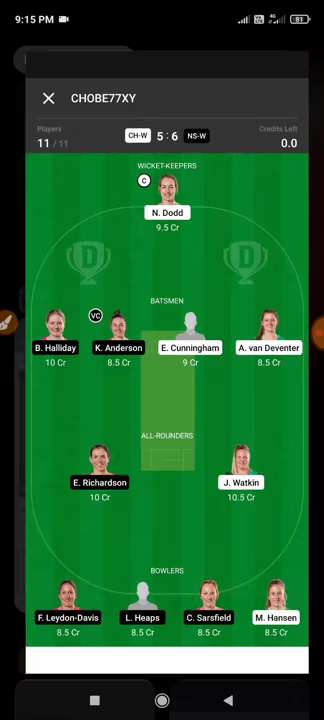 9:15 PM
81
CHOBE77XY
Players
11 / 11
CH-W 5 : 6 NS-W
Credits Left
0.0
WICKET-KEEPERS
C
N. Dodd
9.5 Cr
D D
BATSMEN
VC
B. Halliday K. Anderson E. Cunningham A. van Deventer
10 Cr 8.5 Cr 9 Cr 8.5 Cr
ALL-ROUNDERS
E. Richardson J. Watkin
10 Cr 10.5 Cr
BOWLERS
F. Leydon-Davis L. Heaps C. Sarsfield M. Hansen
8.5 Cr 8.5 Cr 8.5 Cr 8.5 Cr